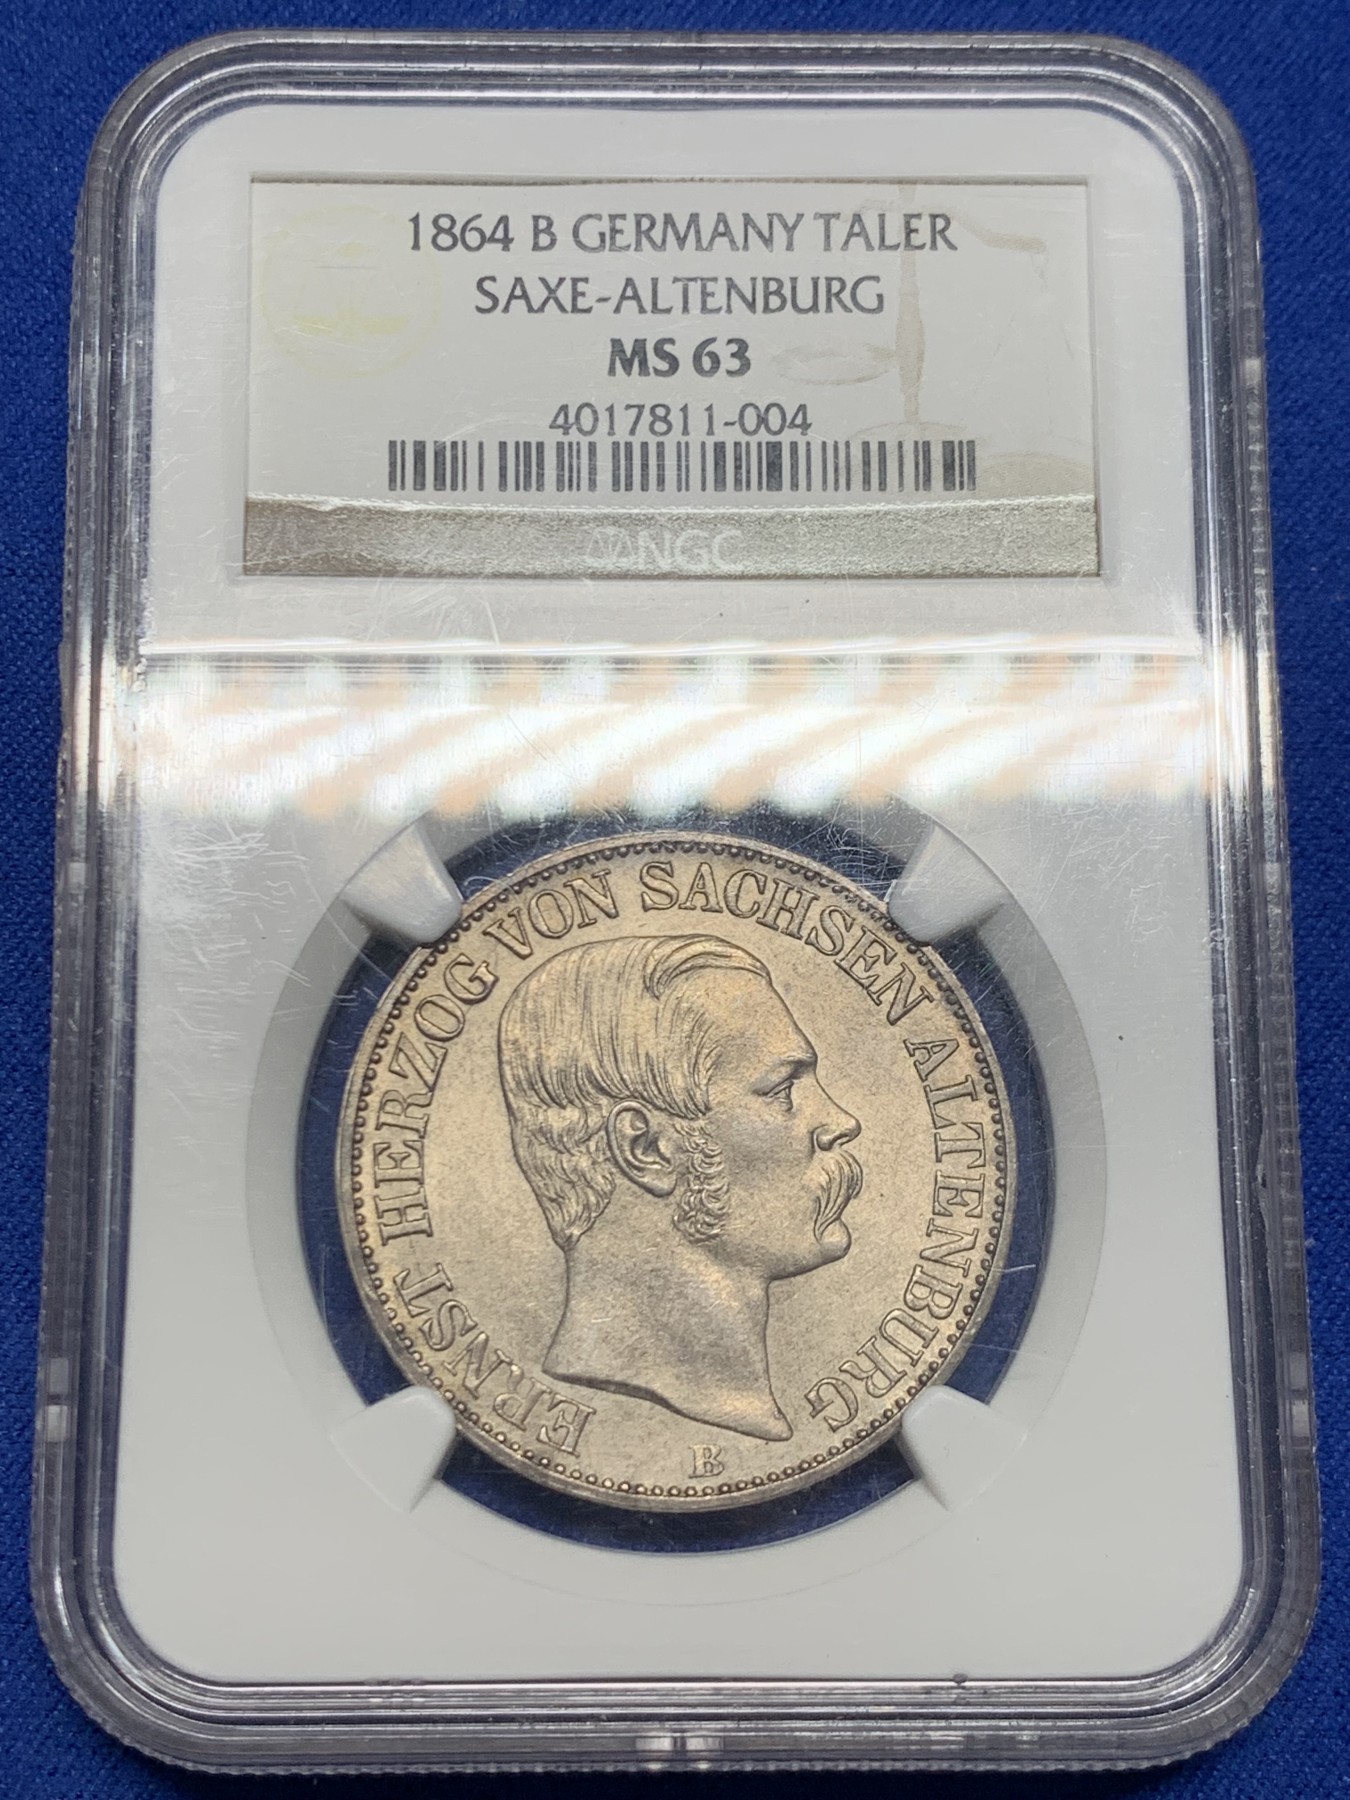 1864 B GERMANY TALER
SAXE-ALTENBURG
MS 63
4017811-004
NGC
ERNST HERZOG VON SACHSEN ALTENBURG
B